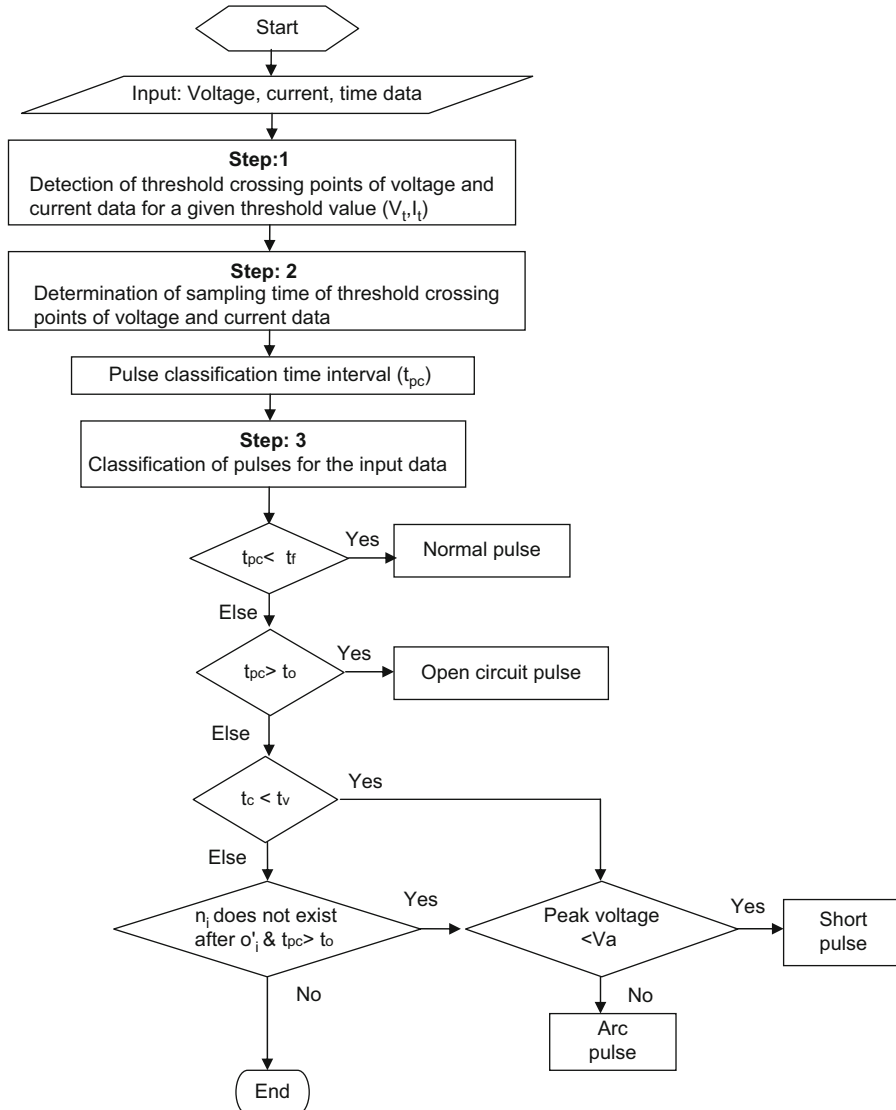 Start
Input: Voltage, current, time data
Step:1
Detection of threshold crossing points of voltage and
current data for a given threshold value (Vt,It)
Step: 2
Determination of sampling time of threshold crossing
points of voltage and current data
Pulse classification time interval (tpc)
Step: 3
Classification of pulses for the input data
tpc< tf
Yes
Normal pulse
Else
tpc> to
Yes
Open circuit pulse
Else
tc < tv
Yes
Else
ni does not exist
after o'i & tpc> to
Yes
Peak voltage
<Va
Yes
Short
pulse
No
No
Arc
pulse
End